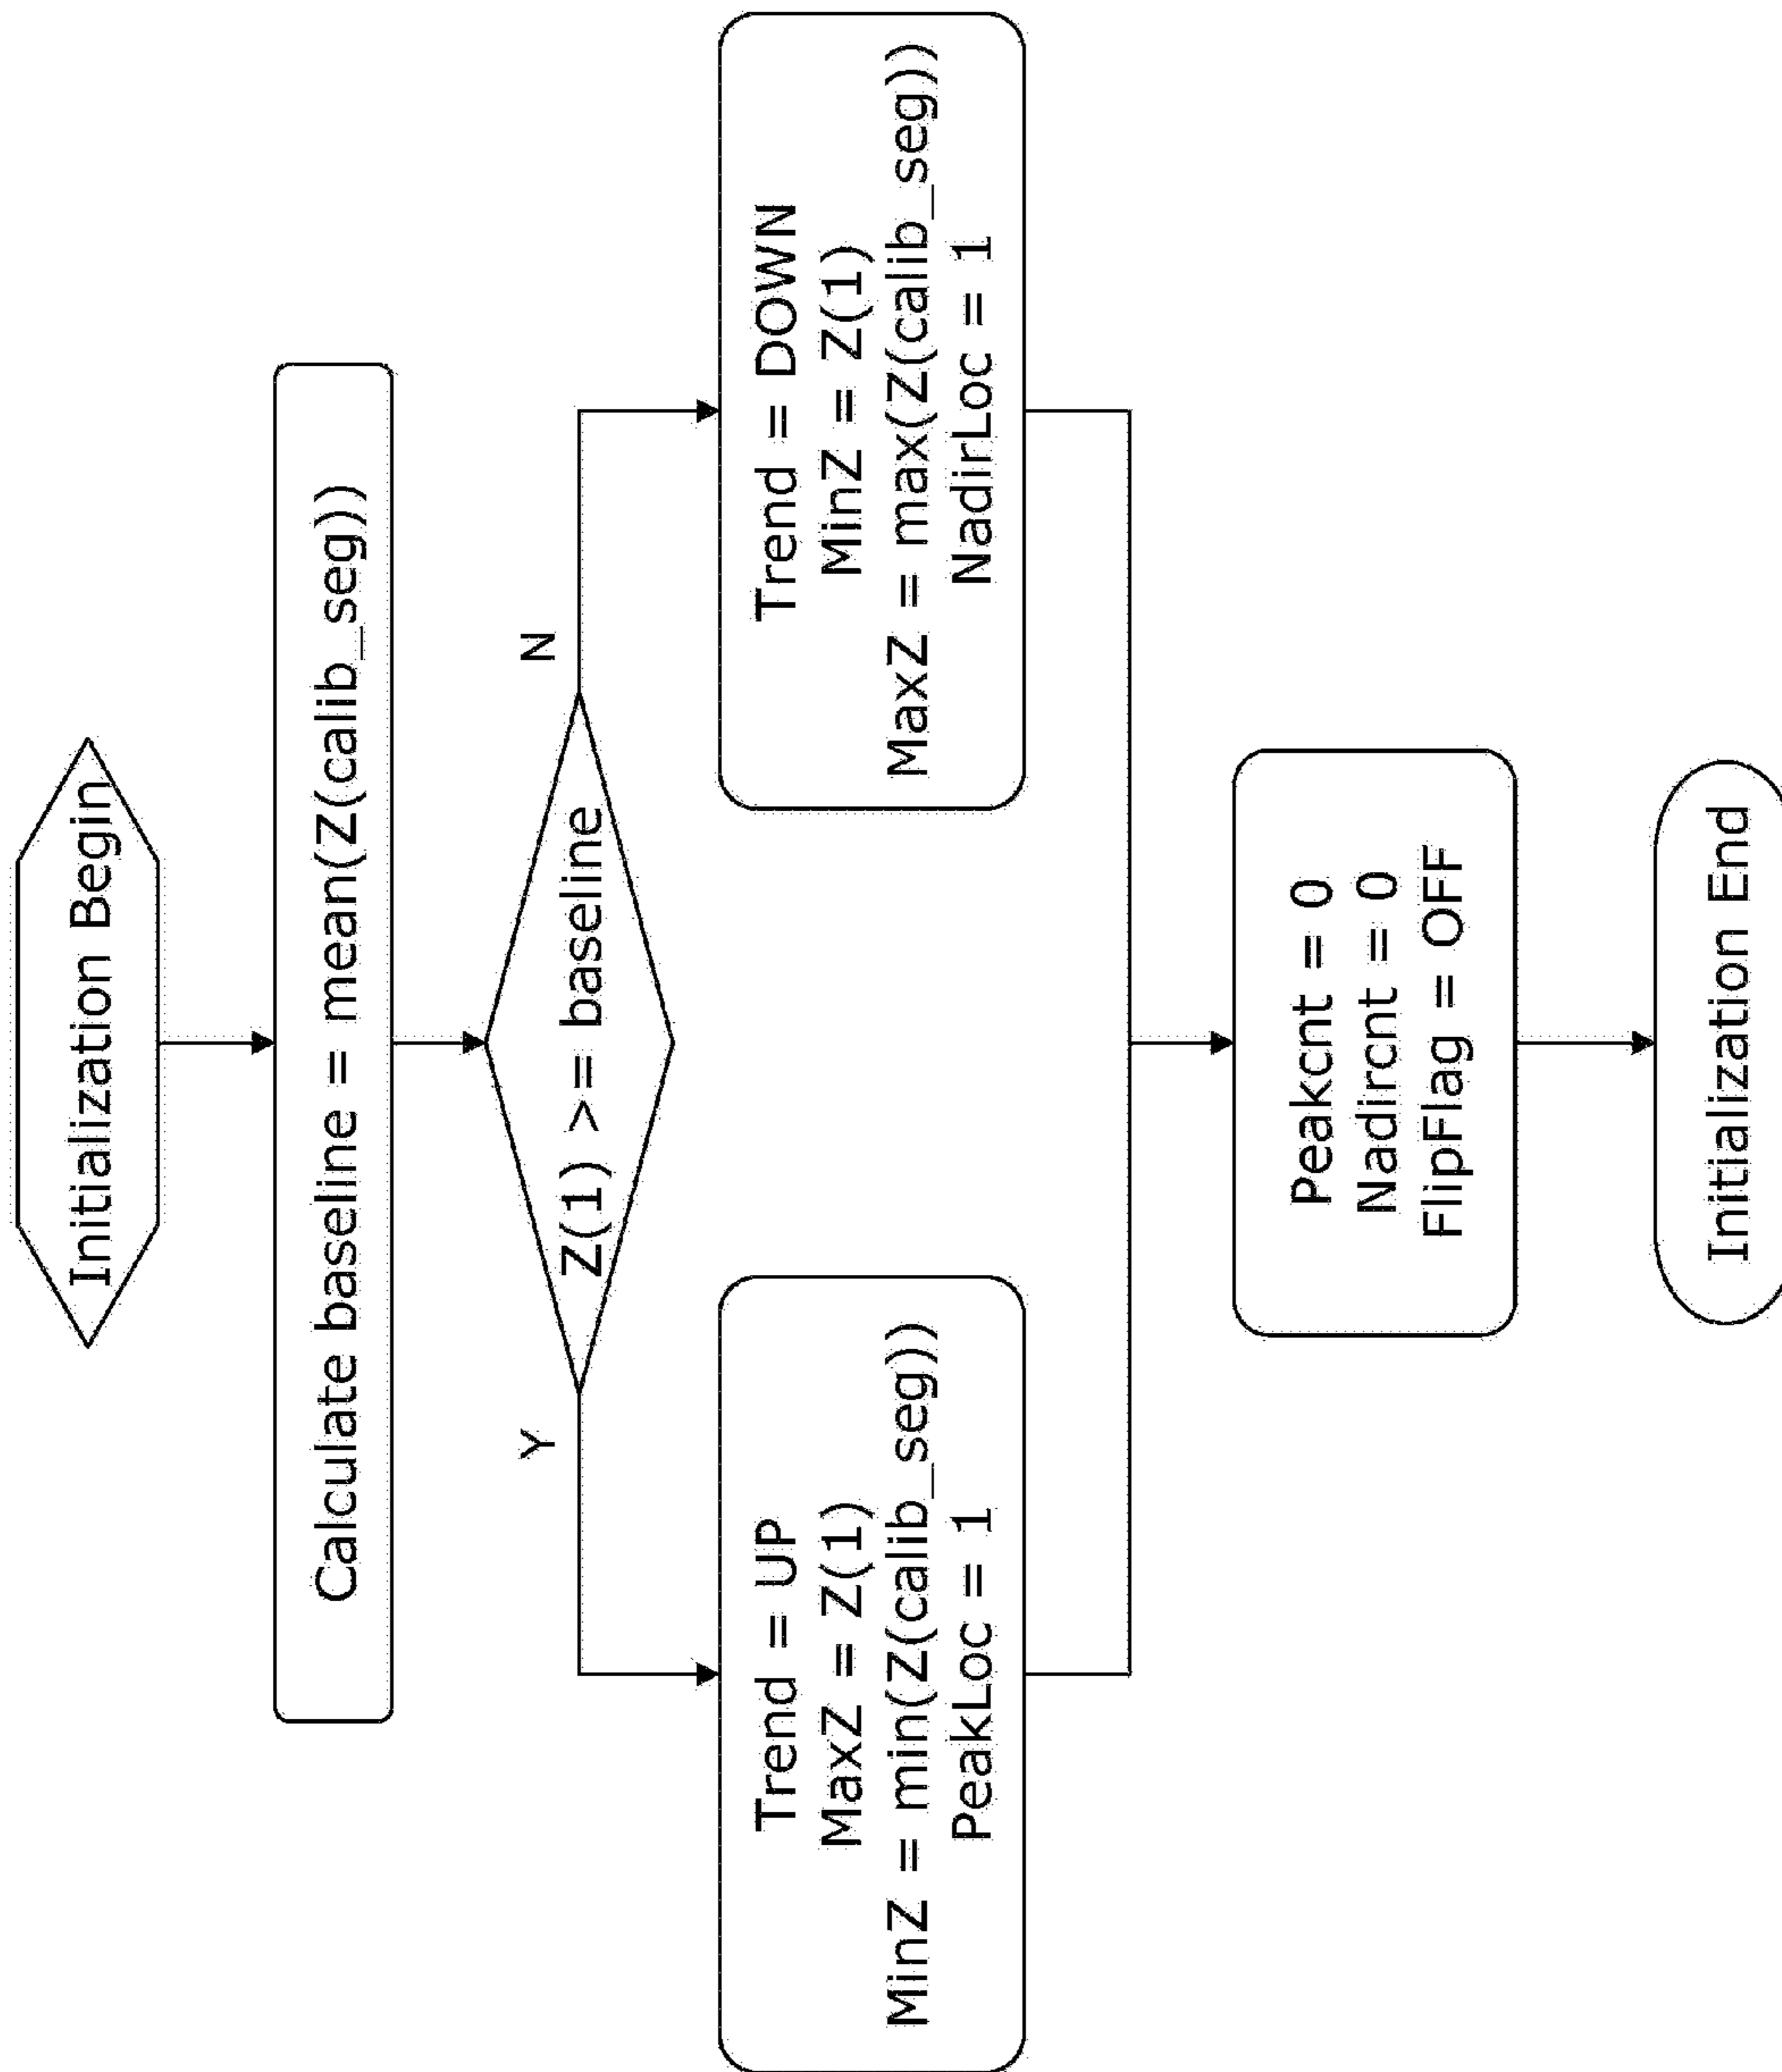 Initialization Begin
Calculate baseline = mean(Z(calib_seg))
Z(1) >= baseline
Y
N
Trend = UP
MaxZ = Z(1)
MinZ = min(Z(calib_seg))
PeakLoc = 1
Trend = DOWN
MinZ = Z(1)
MaxZ = max(Z(calib_seg))
NadirLoc = 1
Peakcnt = 0
Nadircnt = 0
FlipFlag = OFF
Initialization End